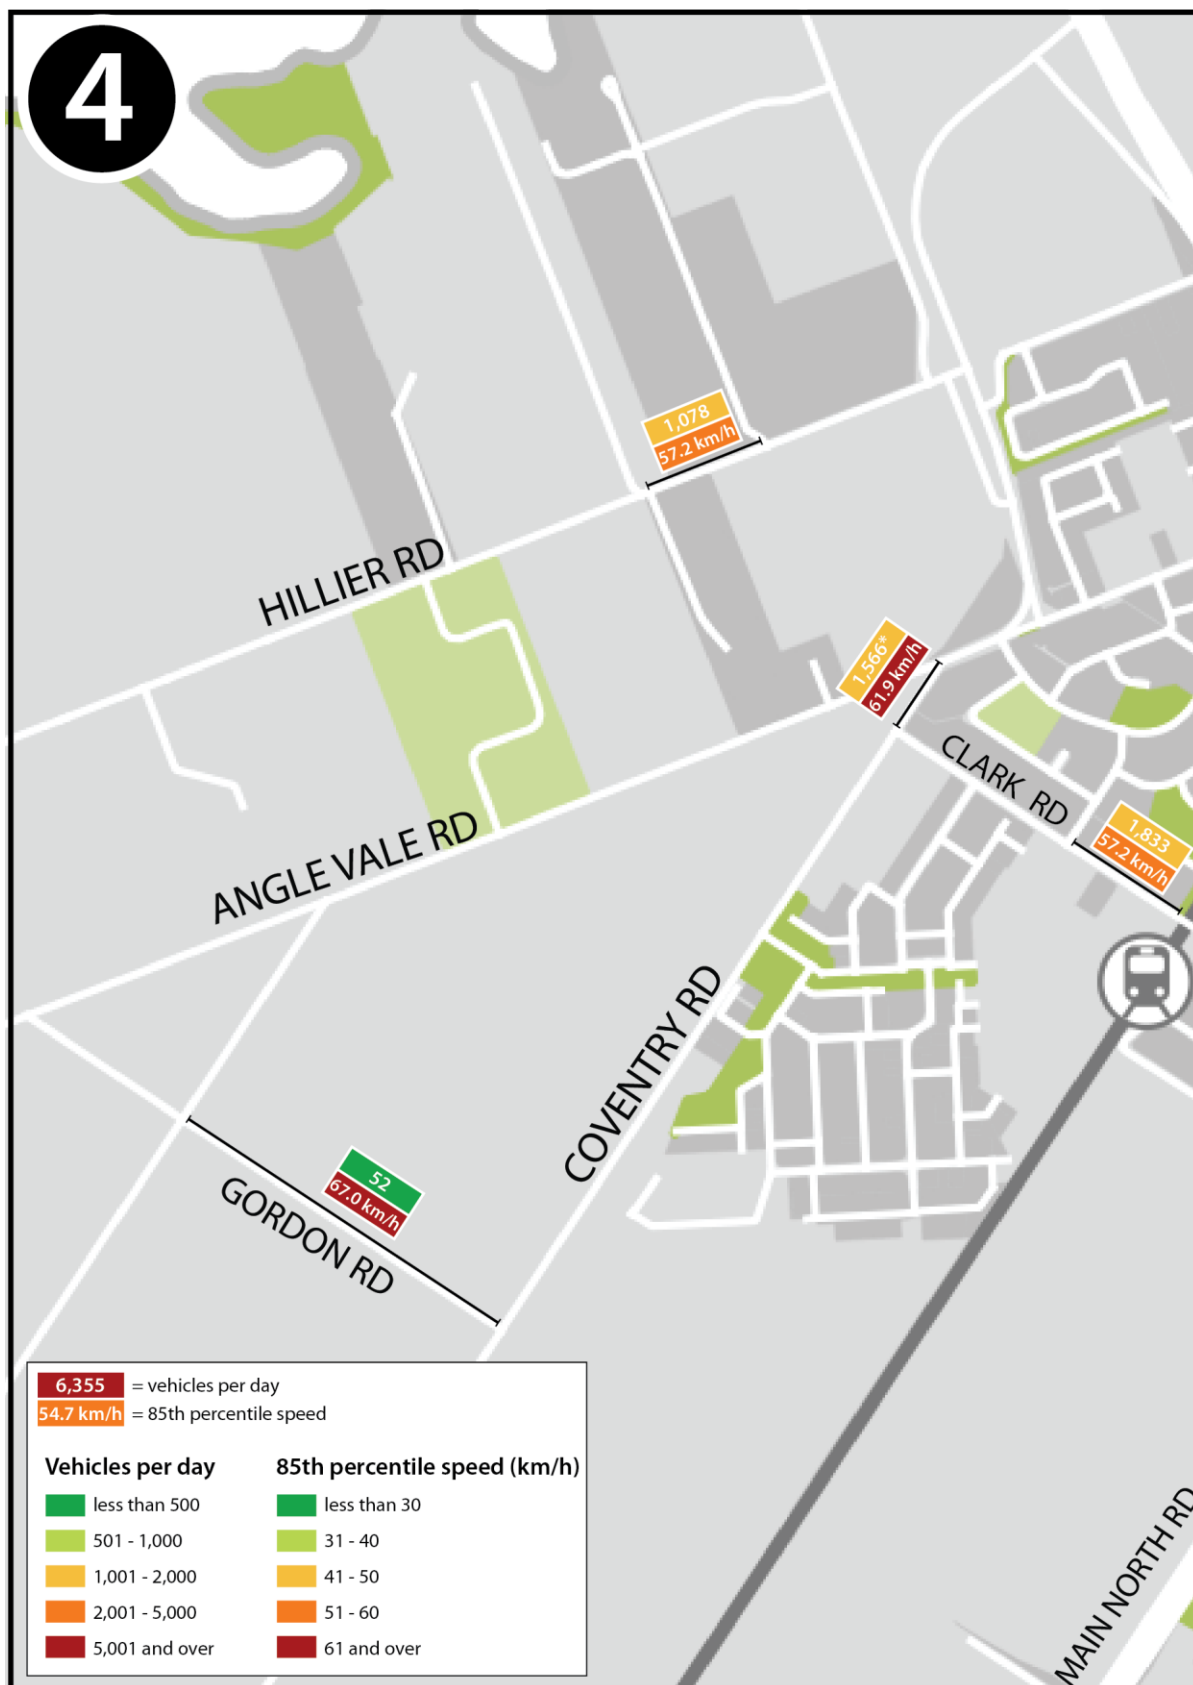 4
1,078
57.2 km/h
HILLIER RD
1,566*
61.9 km/h
CLARK RD
1,833
57.2 km/h
ANGLE VALE RD
COVENTRY RD
52
67.0 km/h
GORDON RD
6,355 = vehicles per day
54.7 km/h = 85th percentile speed
Vehicles per day 85th percentile speed (km/h)
less than 500 less than 30
501 - 1,000 31 - 40
1,001 - 2,000 41 - 50
2,001 - 5,000 51 - 60
5,001 and over 61 and over
MAIN NORTH RD